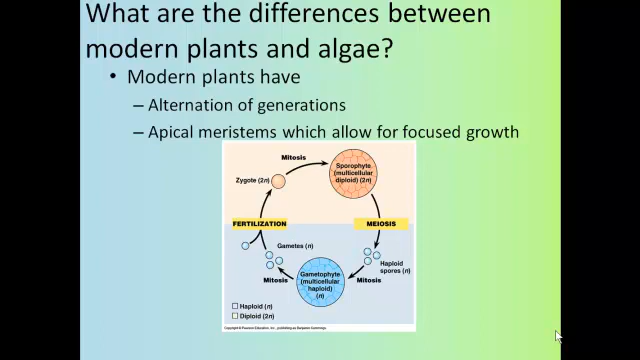 What are the differences between
modern plants and algae?
• Modern plants have
– Alternation of generations
– Apical meristems which allow for focused growth
Mitosis
Sporophyte
(multicellular
diploid) (2n)
Zygote (2n)
FERTILIZATION
MEIOSIS
Gametes (n)
Haploid
spores (n)
Gametophyte
(multicellular
haploid)
(n)
Mitosis
Mitosis
Haploid (n)
Diploid (2n)
Copyright © Pearson Education, Inc., publishing as Benjamin Cummings.